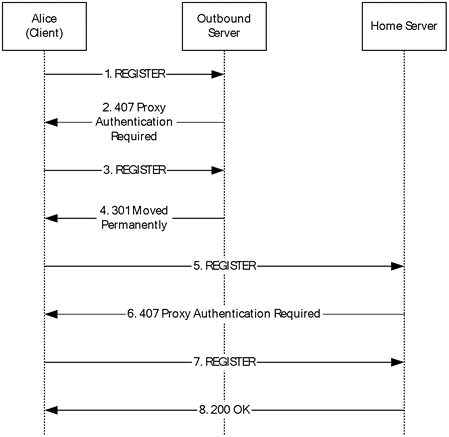 Alice
(Client)
Outbound
Server
Home Server
1. REGISTER
2. 407 Proxy
Authentication
Required
3. REGISTER
4. 301 Moved
Permanently
5. REGISTER
6. 407 Proxy Authentication Required
7. REGISTER
8. 200 OK